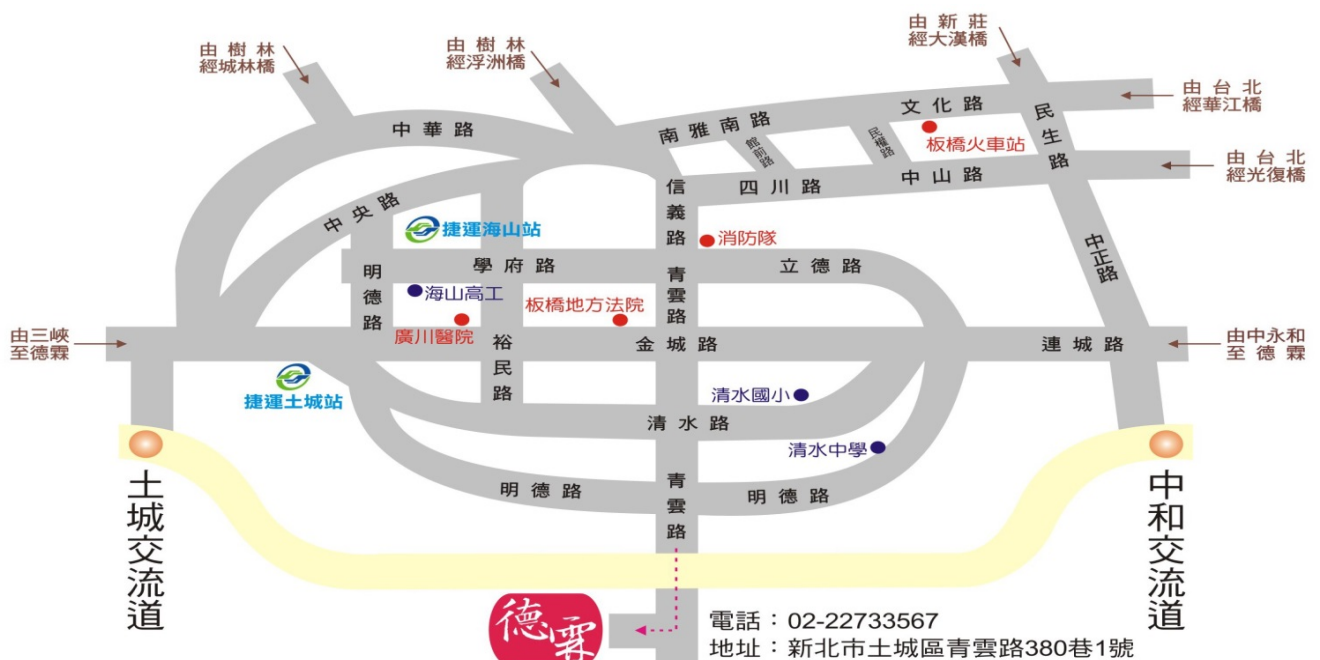 由新莊
經大漢橋
由樹林
經城林橋
由樹林
經浮洲橋
由台北
經華江橋
文化路
南雅南路
中華路
民生路
館前路
民權路
板橋火車站
由台北
經光復橋
四川路
中山路
信義路
中央路
捷運海山站
消防隊
中正路
明德路
學府路
青雲路
立德路
海山高工
板橋地方法院
廣川醫院
由三峽
至德霖
裕民路
金城路
連城路
由中永和
至德霖
捷運土城站
清水國小
清水路
清水中學
土城交流道
明德路
青雲路
明德路
中和交流道
德霖
電話：02-22733567
地址：新北市土城區青雲路380巷1號